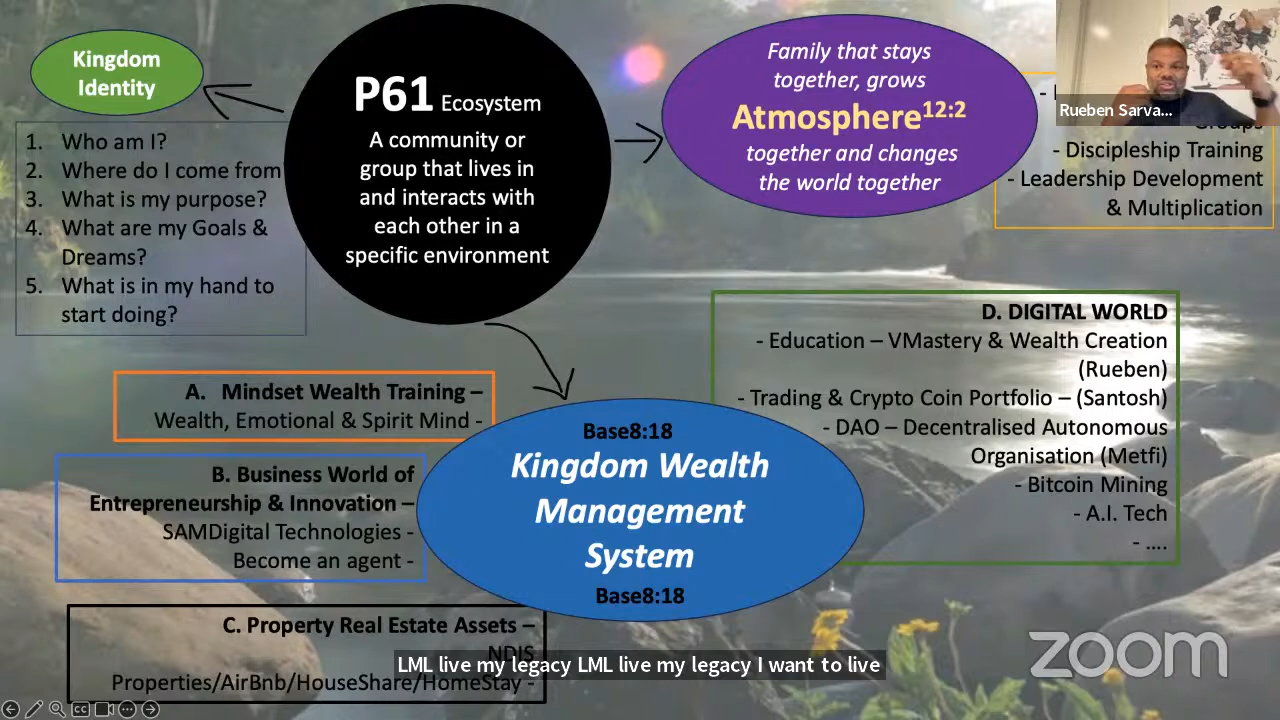 Kingdom
Identity
1. Who am I?
2. Where do I come from
3. What is my purpose?
4. What are my Goals &
Dreams?
5. What is in my hand to
start doing?
P61 Ecosystem
A community or
group that lives in
and interacts with
each other in a
specific environment
Family that stays
together, grows
Atmosphere12:2
together and changes
the world together
Rueben Sarva...
Groups
- Discipleship Training
- Leadership Development
& Multiplication
A. Mindset Wealth Training –
Wealth, Emotional & Spirit Mind -
B. Business World of
Entrepreneurship & Innovation –
SAMDigital Technologies -
Become an agent -
C. Property Real Estate Assets –
NDIS
Properties/AirBnb/HouseShare/HomeStay -
Base8:18
Kingdom Wealth
Management
System
Base8:18
D. DIGITAL WORLD
- Education – VMastery & Wealth Creation
(Rueben)
- Trading & Crypto Coin Portfolio – (Santosh)
- DAO – Decentralised Autonomous
Organisation (Metfi)
- Bitcoin Mining
- A.I. Tech
- ....
LML live my legacy LML live my legacy I want to live
zoom
CC